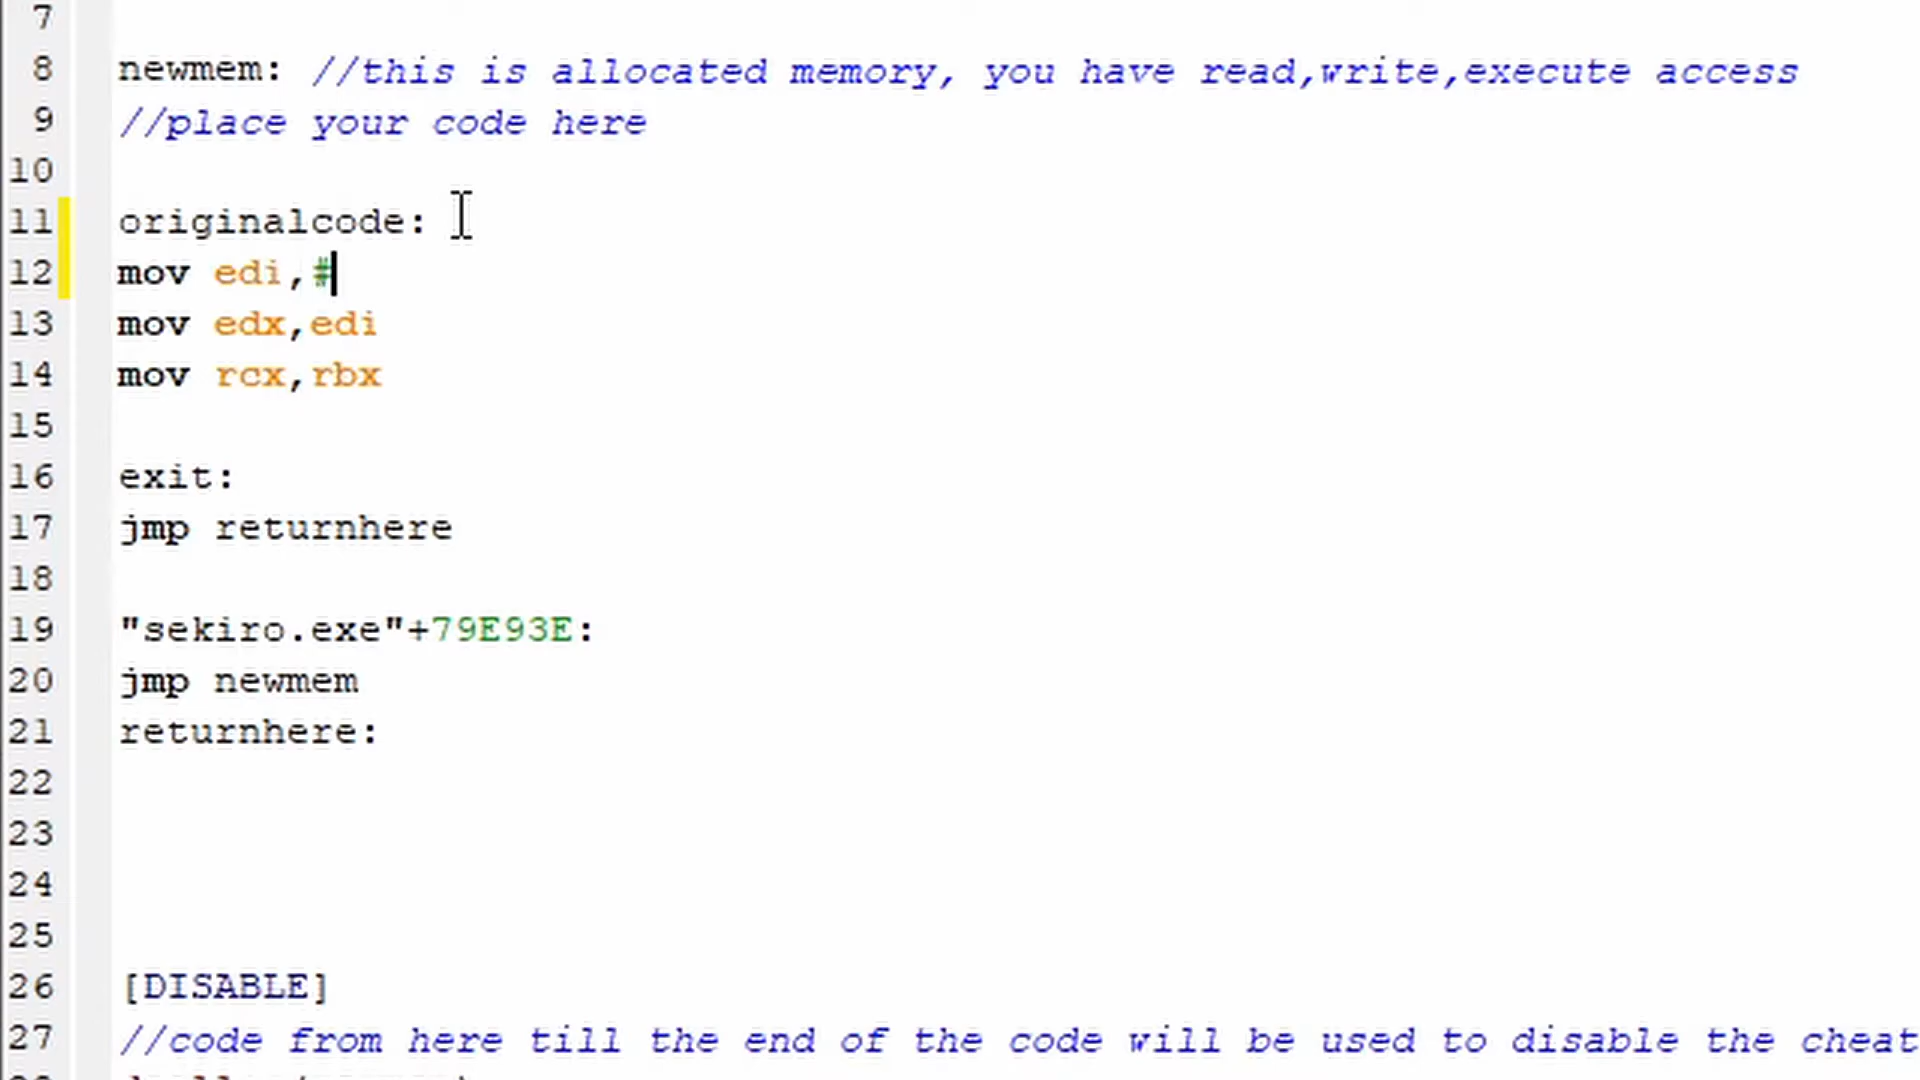 7
8 newmem: //this is allocated memory, you have read,write,execute access
9 //place your code here
10
11 originalcode:
12 mov edi,#
13 mov edx,edi
14 mov rcx,rbx
15
16 exit:
17 jmp returnhere
18
19 "sekiro.exe"+79E93E:
20 jmp newmem
21 returnhere:
22
23
24
25
26 [DISABLE]
27 //code from here till the end of the code will be used to disable the cheat